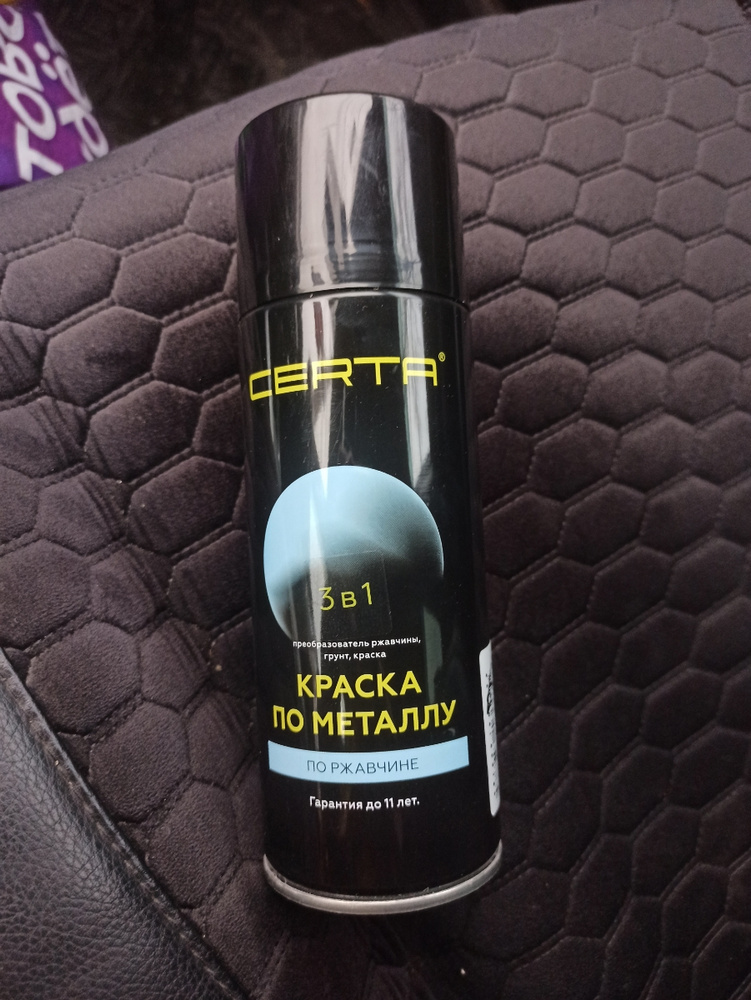 CERTA®
3 в 1
преобразователь ржавчины,
грунт, краска
КРАСКА
ПО МЕТАЛЛУ
ПО РЖАВЧИНЕ
Гарантия до 11 лет.